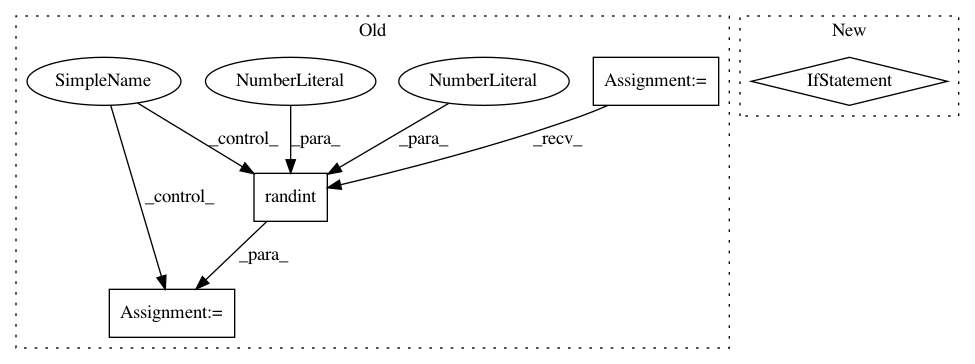 Old
New
SimpleName
NumberLiteral
NumberLiteral
Assignment:=
IfStatement
_control_
_para_
_para_
_recv_
_control_
randint
_para_
Assignment:=